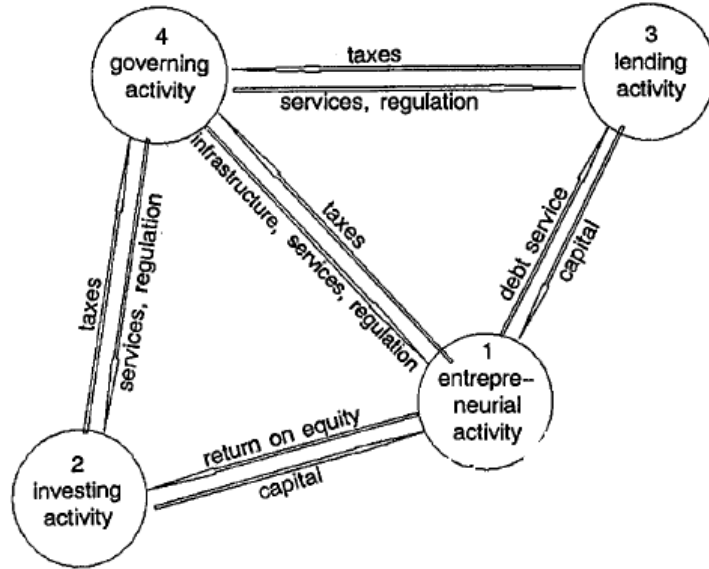 4
governing
activity
3
lending
activity
taxes
services, regulation
infrastructure, services, regulation
taxes
debt service
capital
taxes
services, regulation
1
entrepre-
neurial
activity
return on equity
capital
2
investing
activity